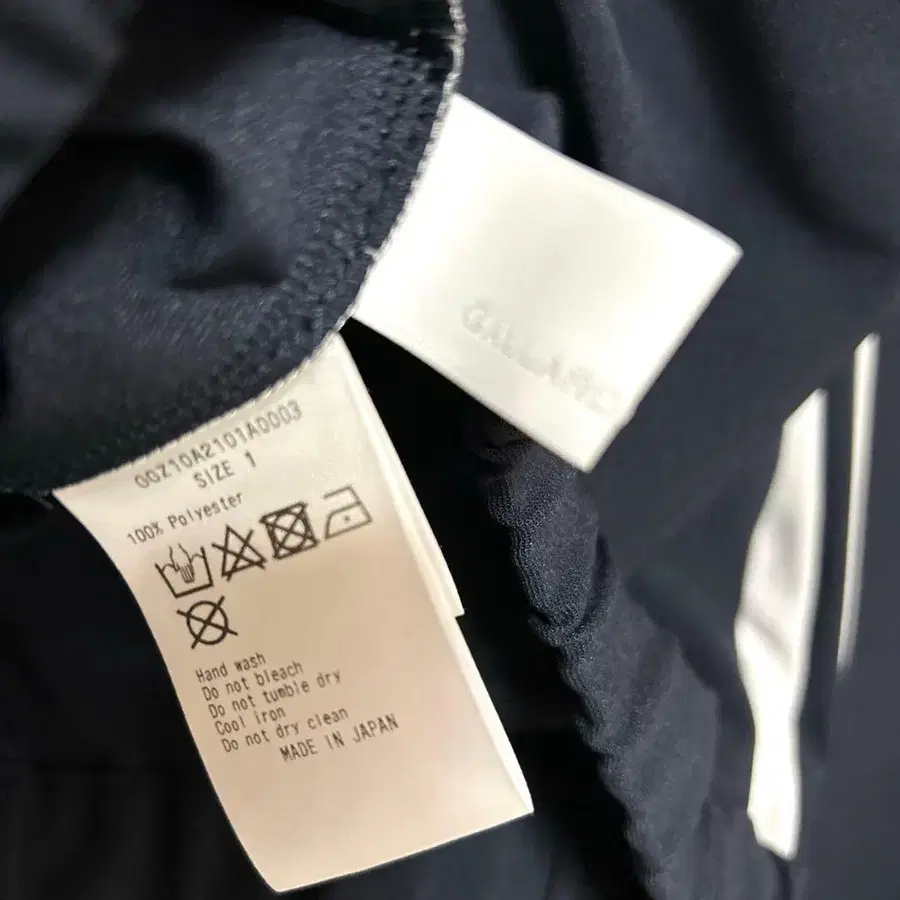 00Z10A2101A0003
SIZE 1
100% Polyester
Hand wash
Do not bleach
Do not tumble dry
Cool iron
Do not dry clean
MADE IN JAPAN